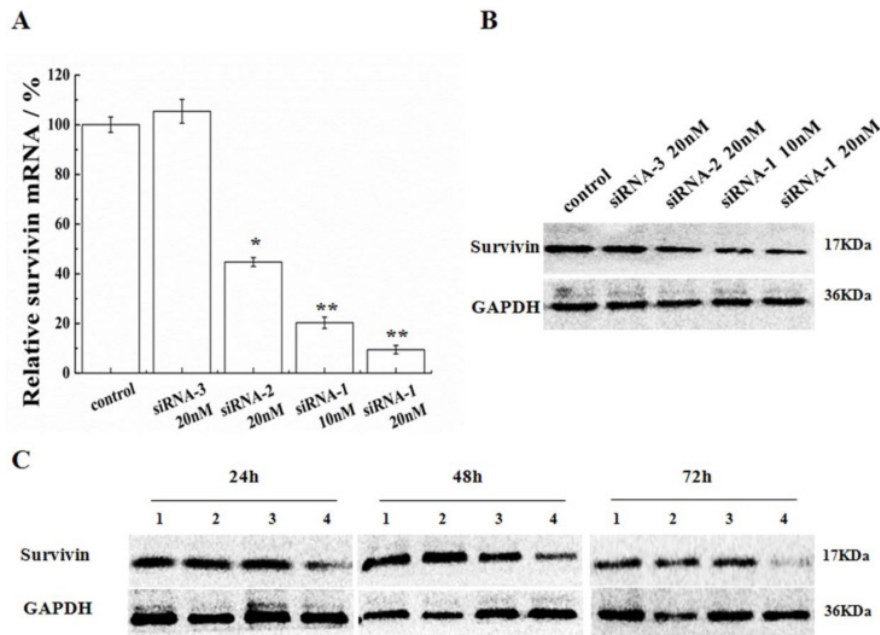 A
Relative survivin mRNA / %
120
100
80
60
40
20
0
control
siRNA-3
20nM
siRNA-2
20nM
siRNA-1
10nM
siRNA-1
20nM
*
**
**
B
control
siRNA-3 20nM
siRNA-2 20nM
siRNA-1 10nM
siRNA-1 20nM
Survivin 17KDa
GAPDH 36KDa
C
24h 48h 72h
1 2 3 4 1 2 3 4 1 2 3 4
Survivin 17KDa
GAPDH 36KDa